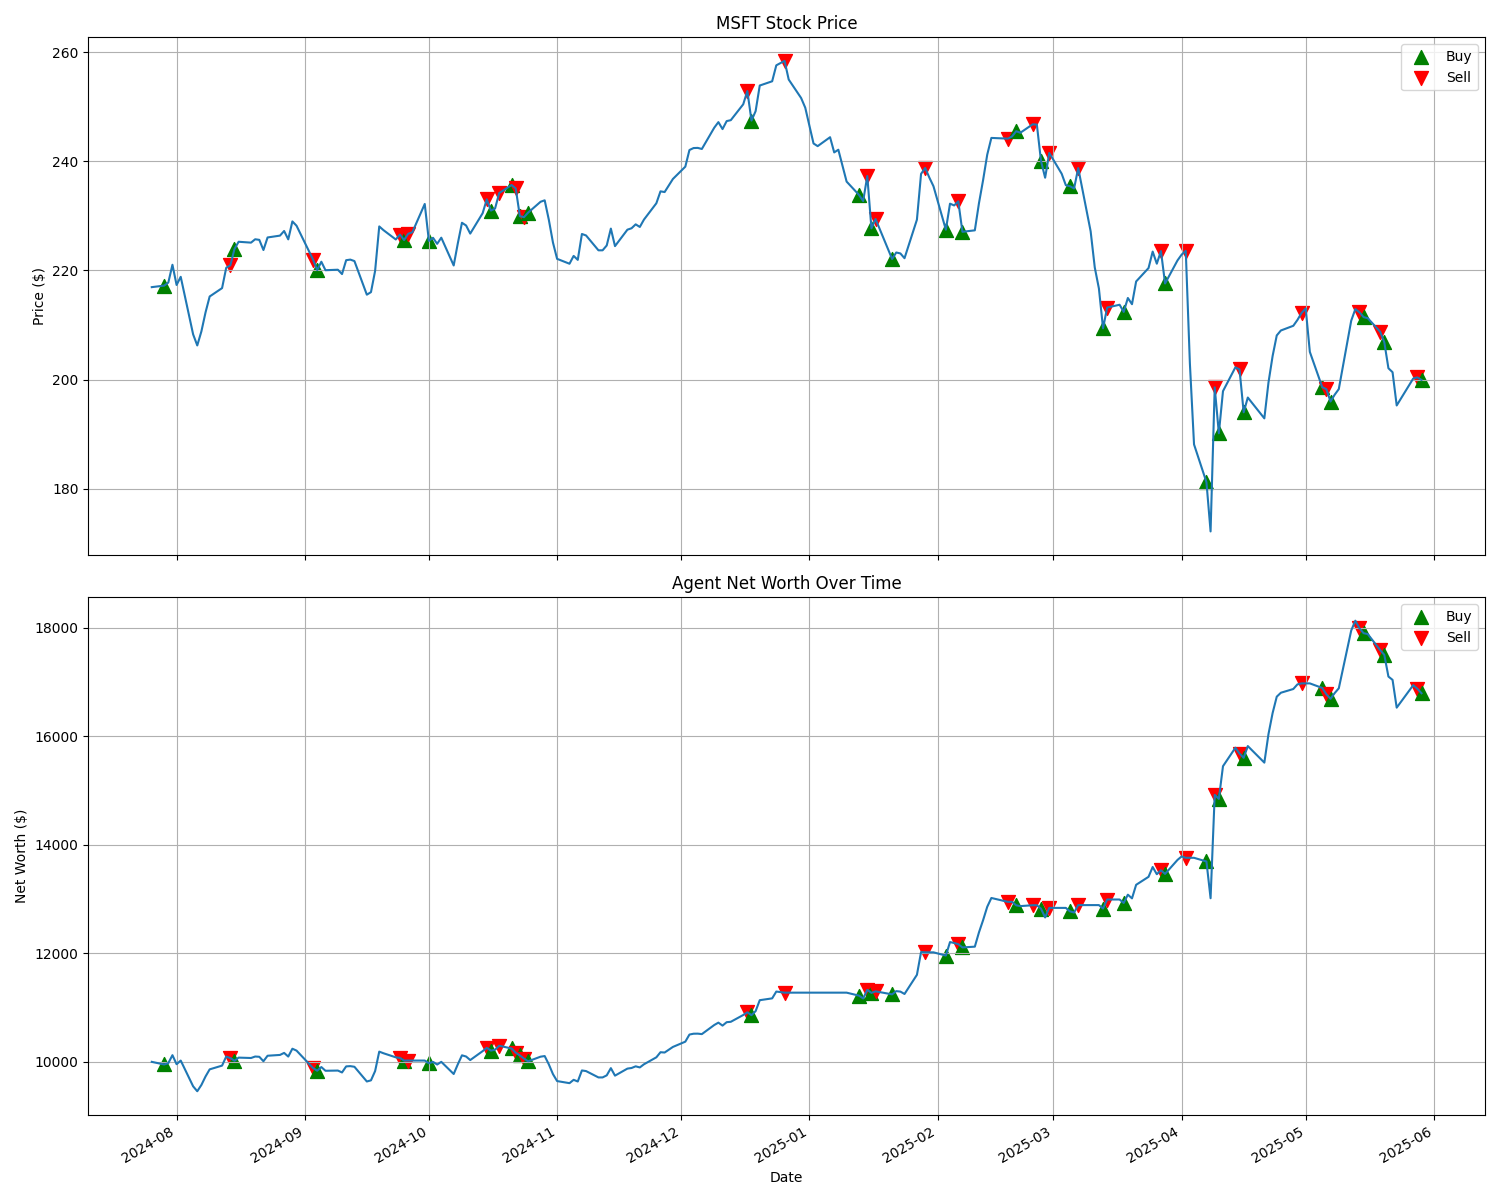 MSFT Stock Price
260
240
220
200
180
Price ($)
Buy
Sell
Agent Net Worth Over Time
18000
16000
14000
12000
10000
Net Worth ($)
Buy
Sell
2024-08
2024-09
2024-10
2024-11
2024-12
2025-01
2025-02
2025-03
2025-04
2025-05
2025-06
Date